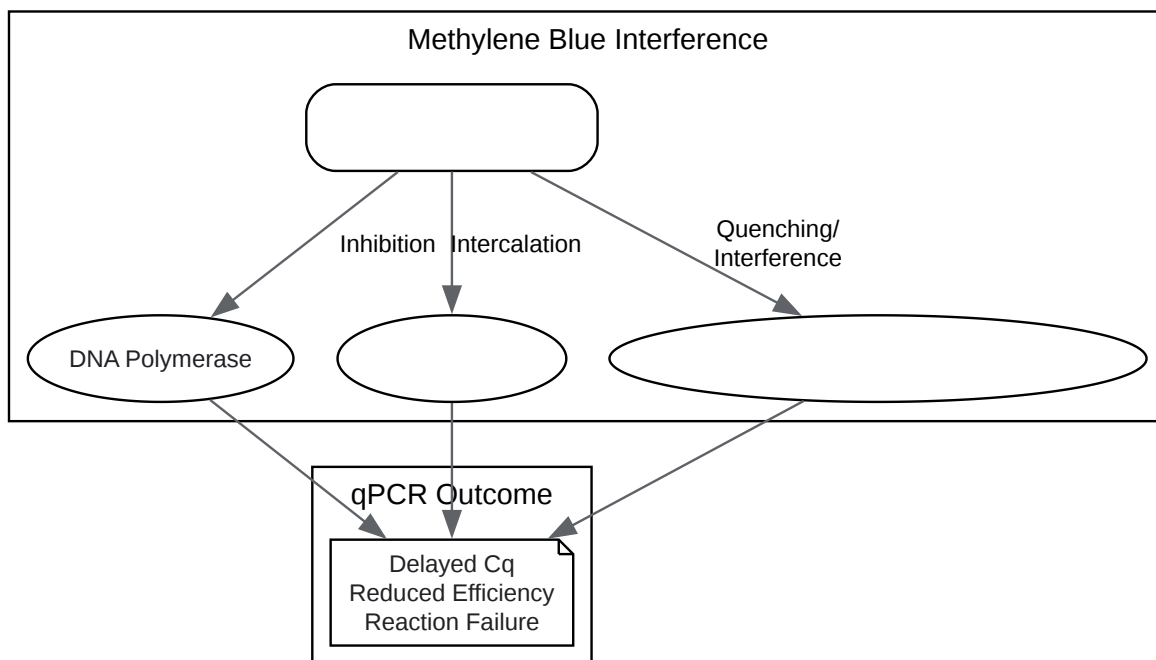 Methylene Blue Interference
Inhibition
Intercalation
Quenching/
Interference
DNA Polymerase
qPCR Outcome
Delayed Cq
Reduced Efficiency
Reaction Failure